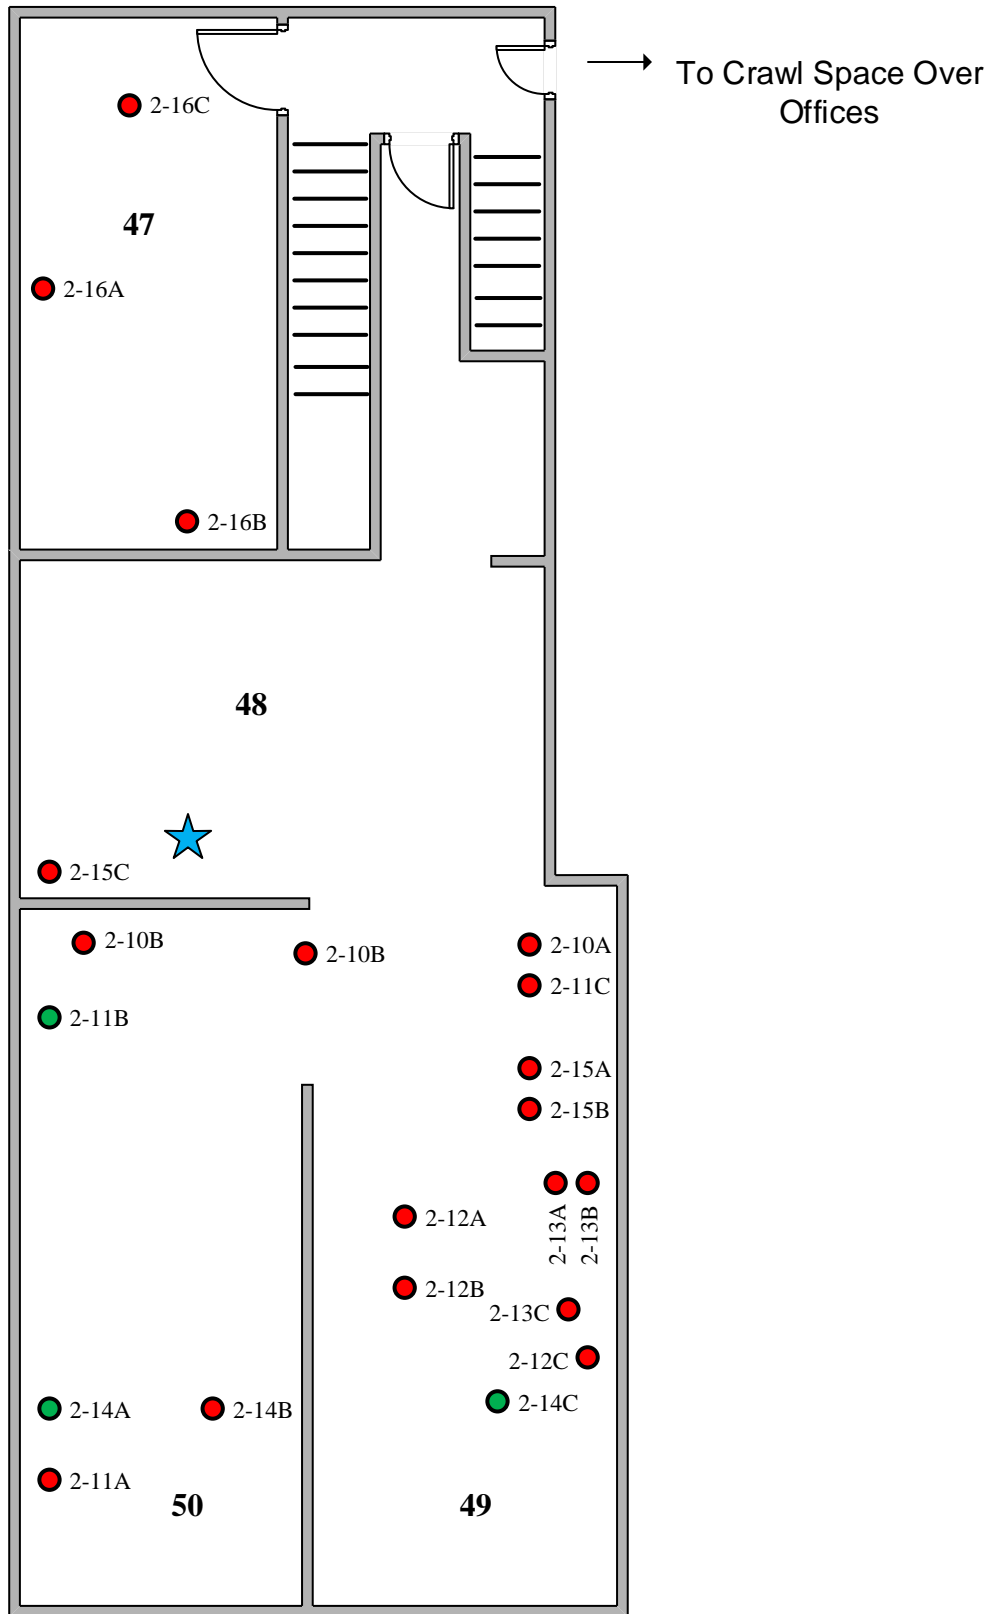 To Crawl Space Over
Offices
2-16C
47
2-16A
2-16B
48
2-15C
2-10B
2-10B
2-10A
2-11C
2-11B
2-15A
2-15B
2-13A
2-13B
2-12A
2-12B
2-13C
2-12C
2-14A
2-14B
2-14C
2-11A
50
49